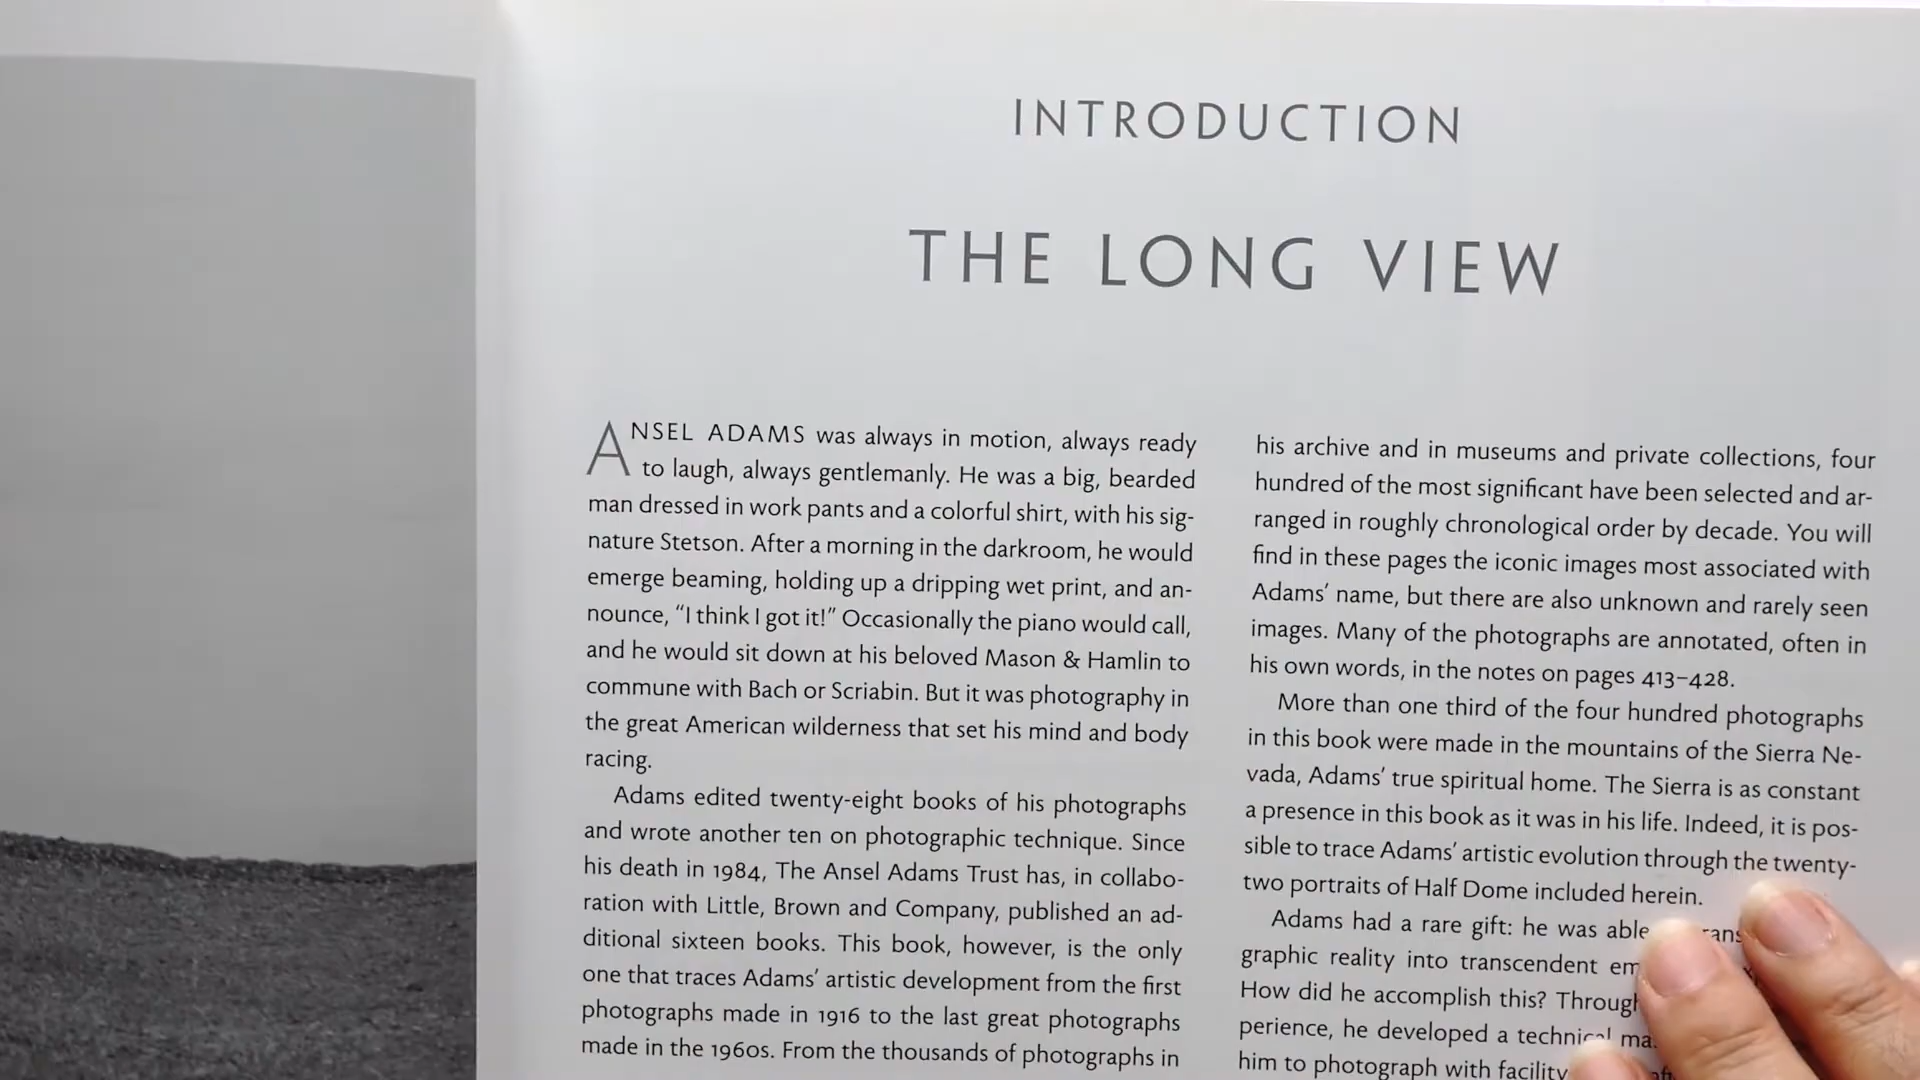 INTRODUCTION
THE LONG VIEW
ANSEL ADAMS was always in motion, always ready
to laugh, always gentlemanly. He was a big, bearded
man dressed in work pants and a colorful shirt, with his sig-
nature Stetson. After a morning in the darkroom, he would
emerge beaming, holding up a dripping wet print, and an-
nounce, “I think I got it!” Occasionally the piano would call,
and he would sit down at his beloved Mason & Hamlin to
commune with Bach or Scriabin. But it was photography in
the great American wilderness that set his mind and body
racing.
Adams edited twenty-eight books of his photographs
and wrote another ten on photographic technique. Since
his death in 1984, The Ansel Adams Trust has, in collabo-
ration with Little, Brown and Company, published an ad-
ditional sixteen books. This book, however, is the only
one that traces Adams’ artistic development from the first
photographs made in 1916 to the last great photographs
made in the 1960s. From the thousands of photographs in
his archive and in museums and private collections, four
hundred of the most significant have been selected and ar-
ranged in roughly chronological order by decade. You will
find in these pages the iconic images most associated with
Adams’ name, but there are also unknown and rarely seen
images. Many of the photographs are annotated, often in
his own words, in the notes on pages 413–428.
More than one third of the four hundred photographs
in this book were made in the mountains of the Sierra Ne-
vada, Adams’ true spiritual home. The Sierra is as constant
a presence in this book as it was in his life. Indeed, it is pos-
sible to trace Adams’ artistic evolution through the twenty-
two portraits of Half Dome included herein.
Adams had a rare gift: he was able
graphic reality into transcendent
How did he accomplish this? Through
perience, he developed a technical
him to photograph with facility